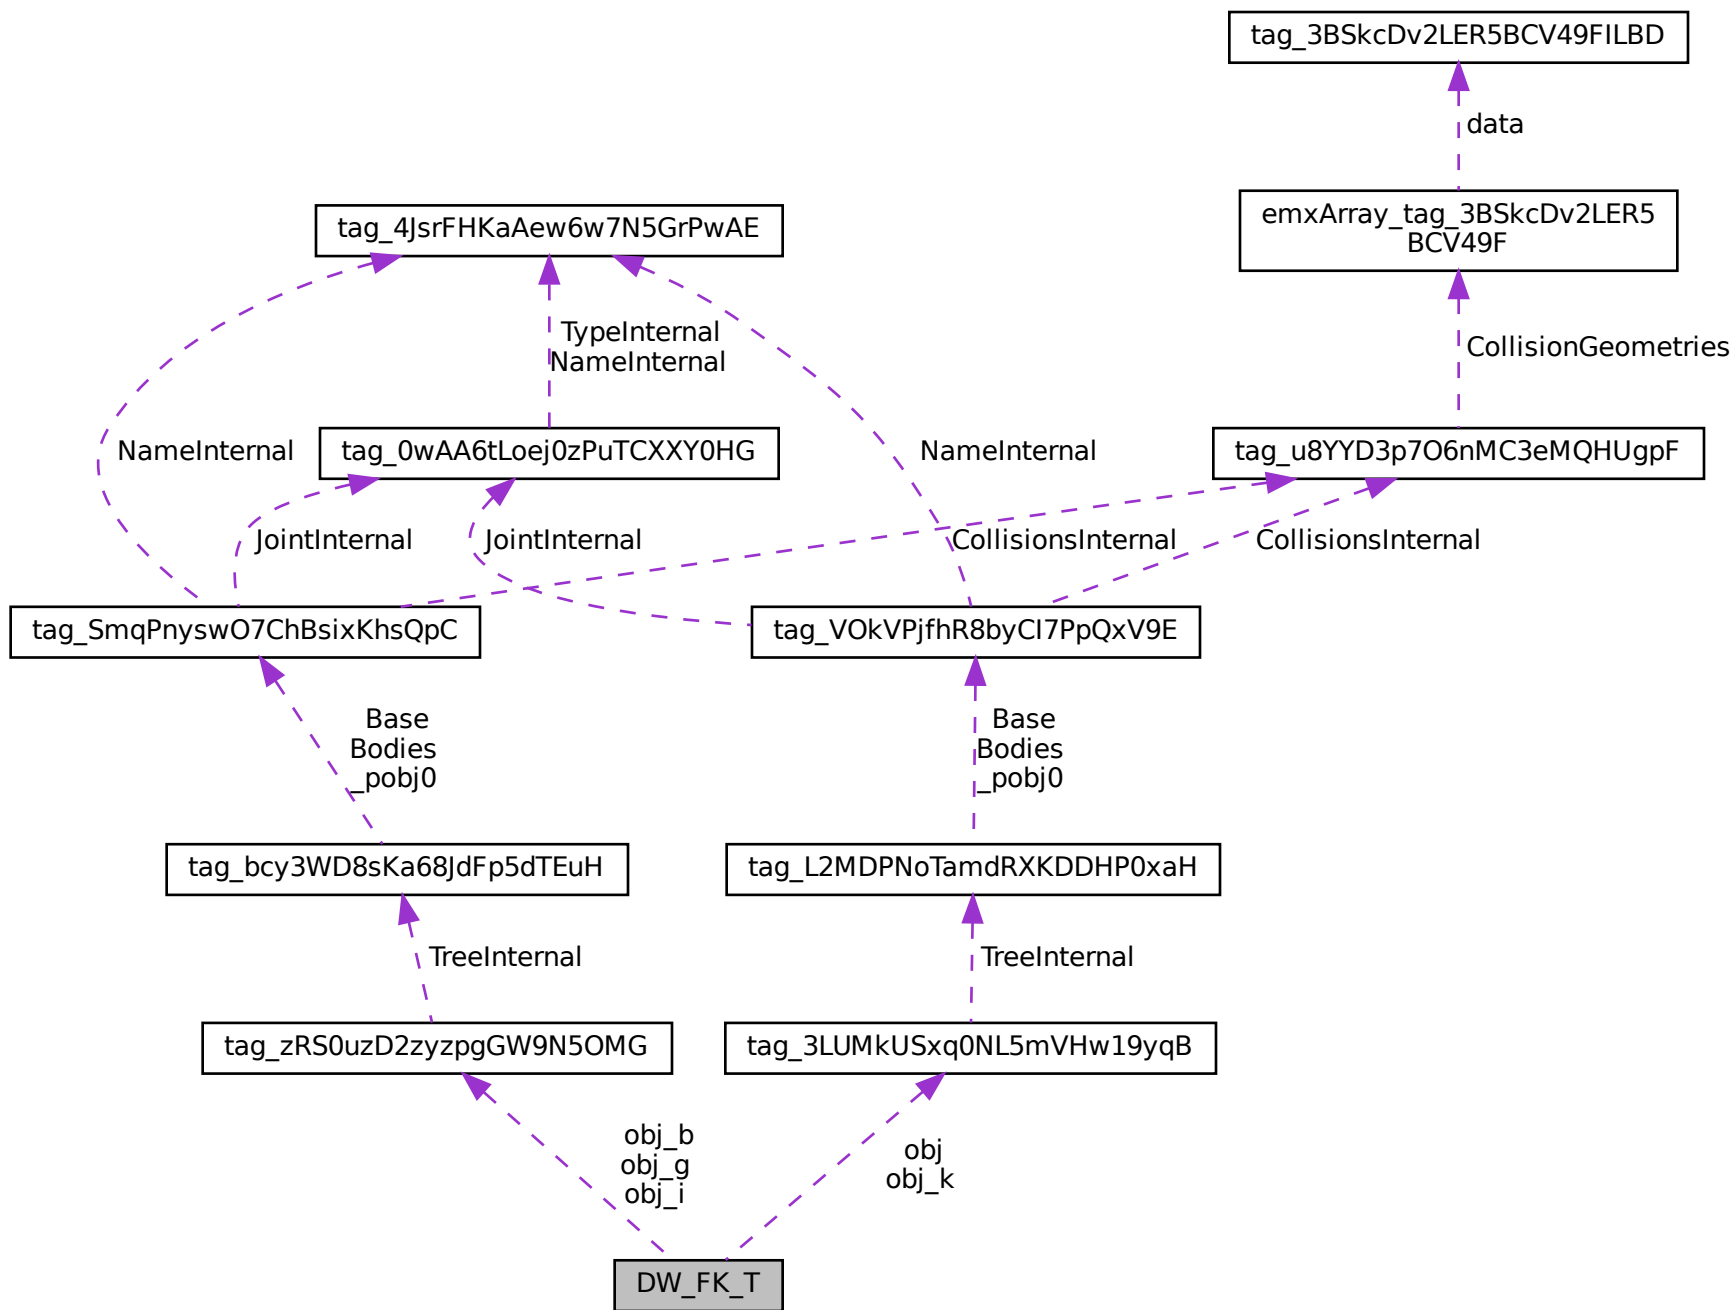 tag_3BSkcDv2LER5BCV49FILBD
data
tag_4JsrFHKaAew6w7N5GrPwAE
emxArray_tag_3BSkcDv2LER5
BCV49F
TypeInternal
NameInternal
CollisionGeometries
NameInternal
tag_0wAA6tLoej0zPuTCXXY0HG
NameInternal
tag_u8YYD3p7O6nMC3eMQHUgpF
JointInternal
JointInternal
CollisionsInternal
CollisionsInternal
tag_SmqPnyswO7ChBsixKhsQpC
tag_VOkVPjfhR8byCI7PpQxV9E
Base
Bodies
_pobj0
Base
Bodies
_pobj0
tag_bcy3WD8sKa68JdFp5dTEuH
tag_L2MDPNoTamdRXKDDHP0xaH
TreeInternal
TreeInternal
tag_zRS0uzD2zyzpgGW9N5OMG
tag_3LUMkUSxq0NL5mVHw19yqB
obj_b
obj_g
obj_i
obj
obj_k
DW_FK_T